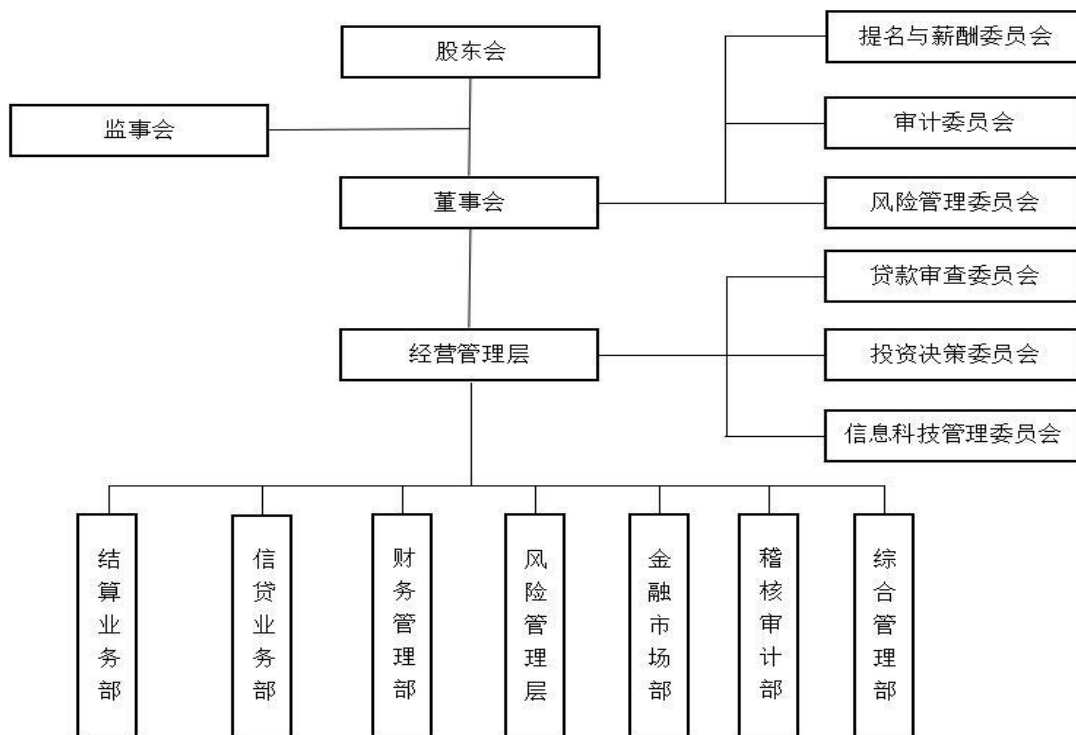 股东会
提名与薪酬委员会
监事会
审计委员会
董事会
风险管理委员会
贷款审查委员会
经营管理层
投资决策委员会
信息科技管理委员会
结算业务部
信贷业务部
财务管理部
风险管理层
金融市场部
稽核审计部
综合管理部